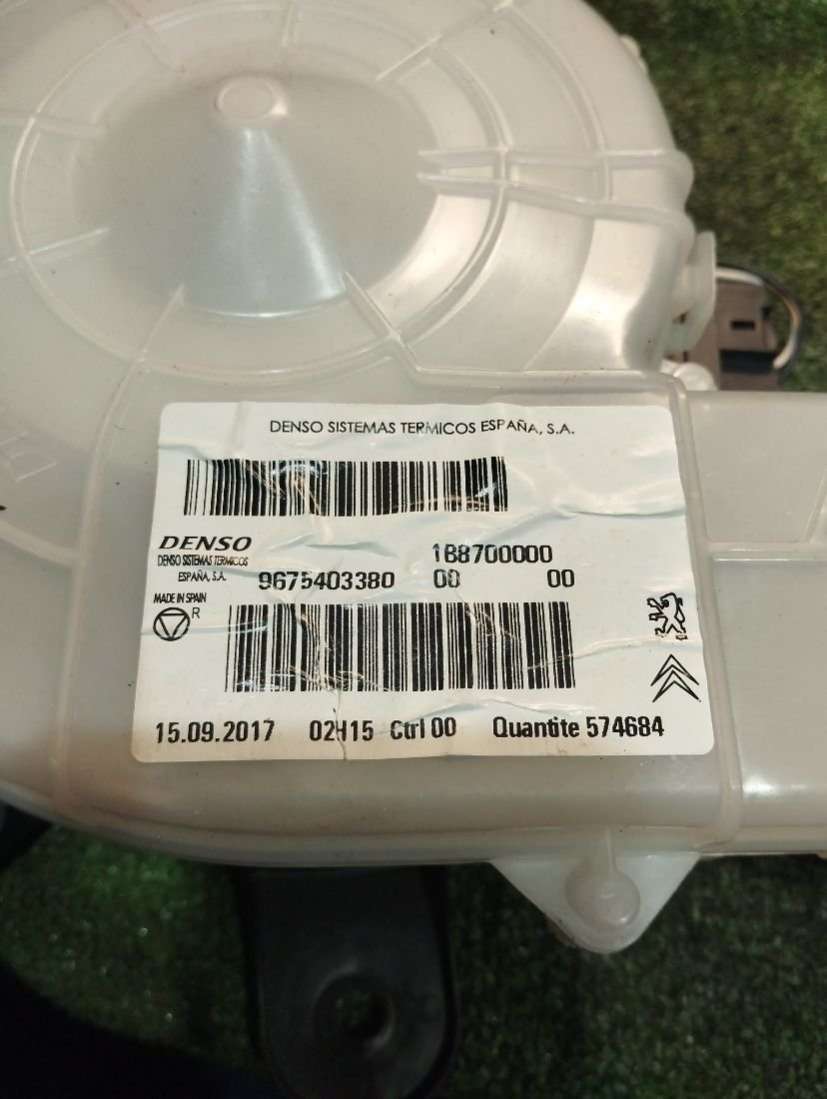 DENSO SISTEMAS TERMICOS ESPAÑA, S.A.
DENSO
DENSO SISTEMAS TERMICOS
ESPAÑA, S.A.
188700000
9675403380 00 00
MADE IN SPAIN
R
15.09.2017 02H15 Ctrl 00 Quantite 574684